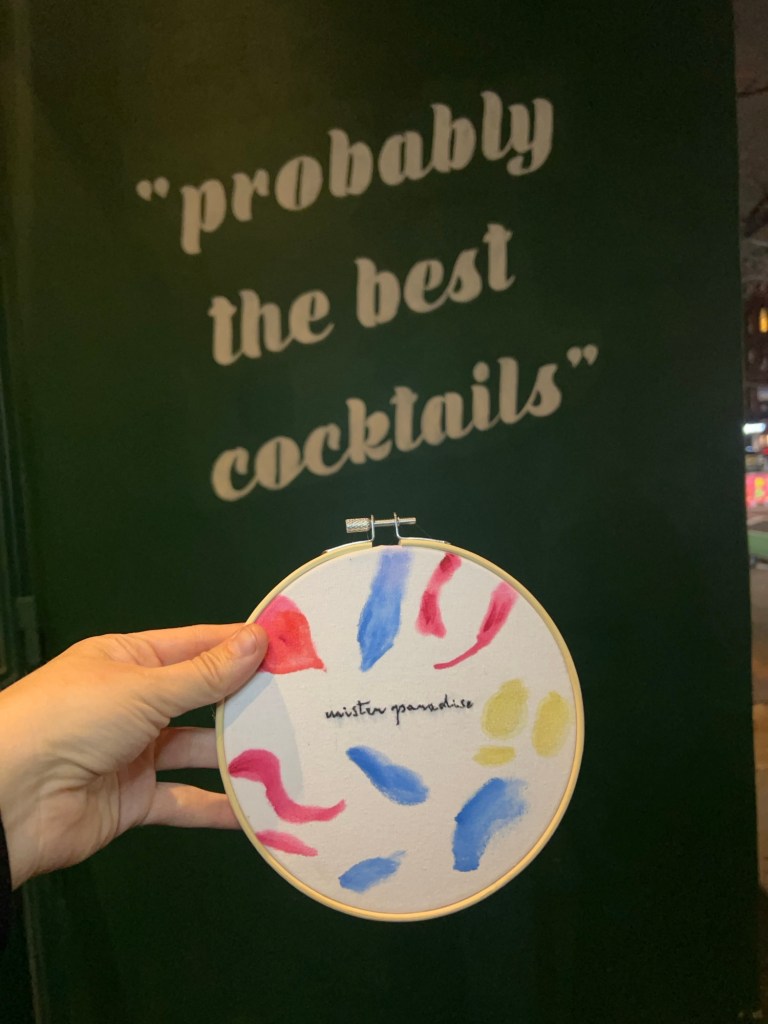 "probably
the best
cocktails"
mister paradise